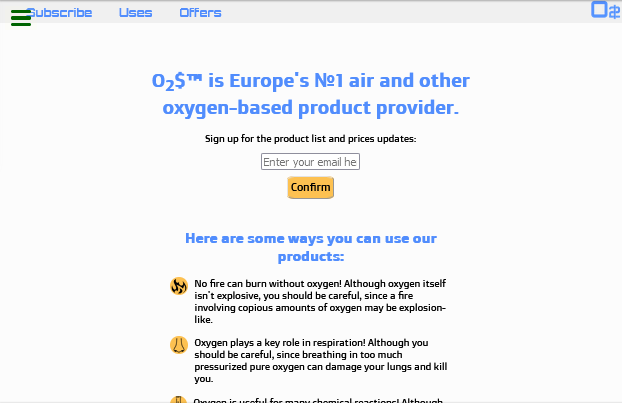 Subscribe Uses Offers O2
O₂$™ is Europe's №1 air and other
oxygen-based product provider.
Sign up for the product list and prices updates:
Enter your email he
Confirm
Here are some ways you can use our
products:
No fire can burn without oxygen! Although oxygen itself
isn't explosive, you should be careful, since a fire
involving copious amounts of oxygen may be explosion-
like.
Oxygen plays a key role in respiration! Although you
should be careful, since breathing in too much
pressurized pure oxygen can damage your lungs and kill
you.
Oxygen is useful for many chemical reactions! Although